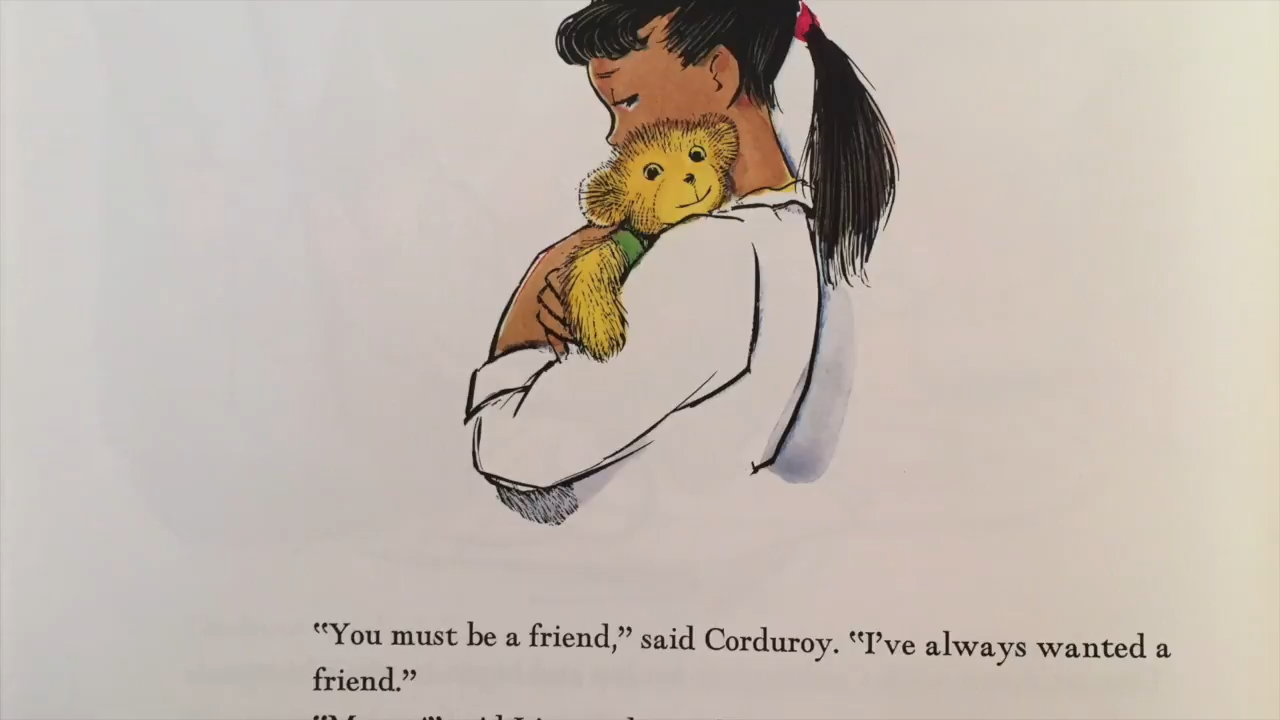 “You must be a friend,” said Corduroy. “I’ve always wanted a
friend.”